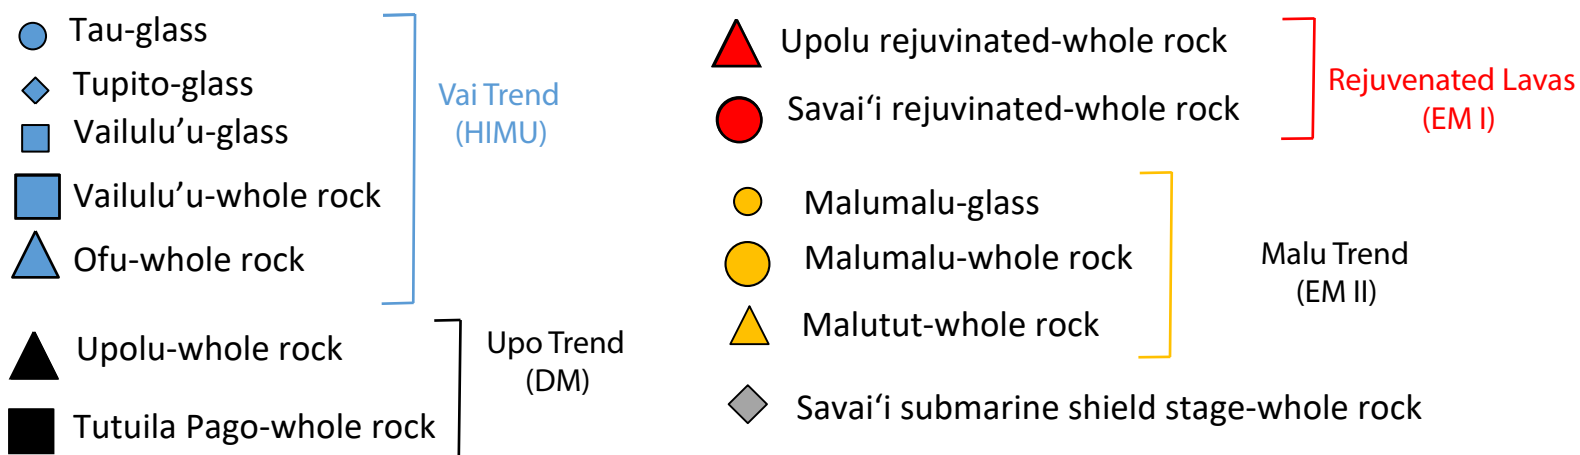 Tau-glass
Tupito-glass
Vailulu’u-glass
Vailulu’u-whole rock
Ofu-whole rock
Vai Trend
(HIMU)
Upolu-whole rock
Tutuila Pago-whole rock
Upo Trend
(DM)
Upolu rejuvinated-whole rock
Savai‘i rejuvinated-whole rock
Rejuvenated Lavas
(EM I)
Malumalu-glass
Malumalu-whole rock
Malutut-whole rock
Malu Trend
(EM II)
Savai‘i submarine shield stage-whole rock